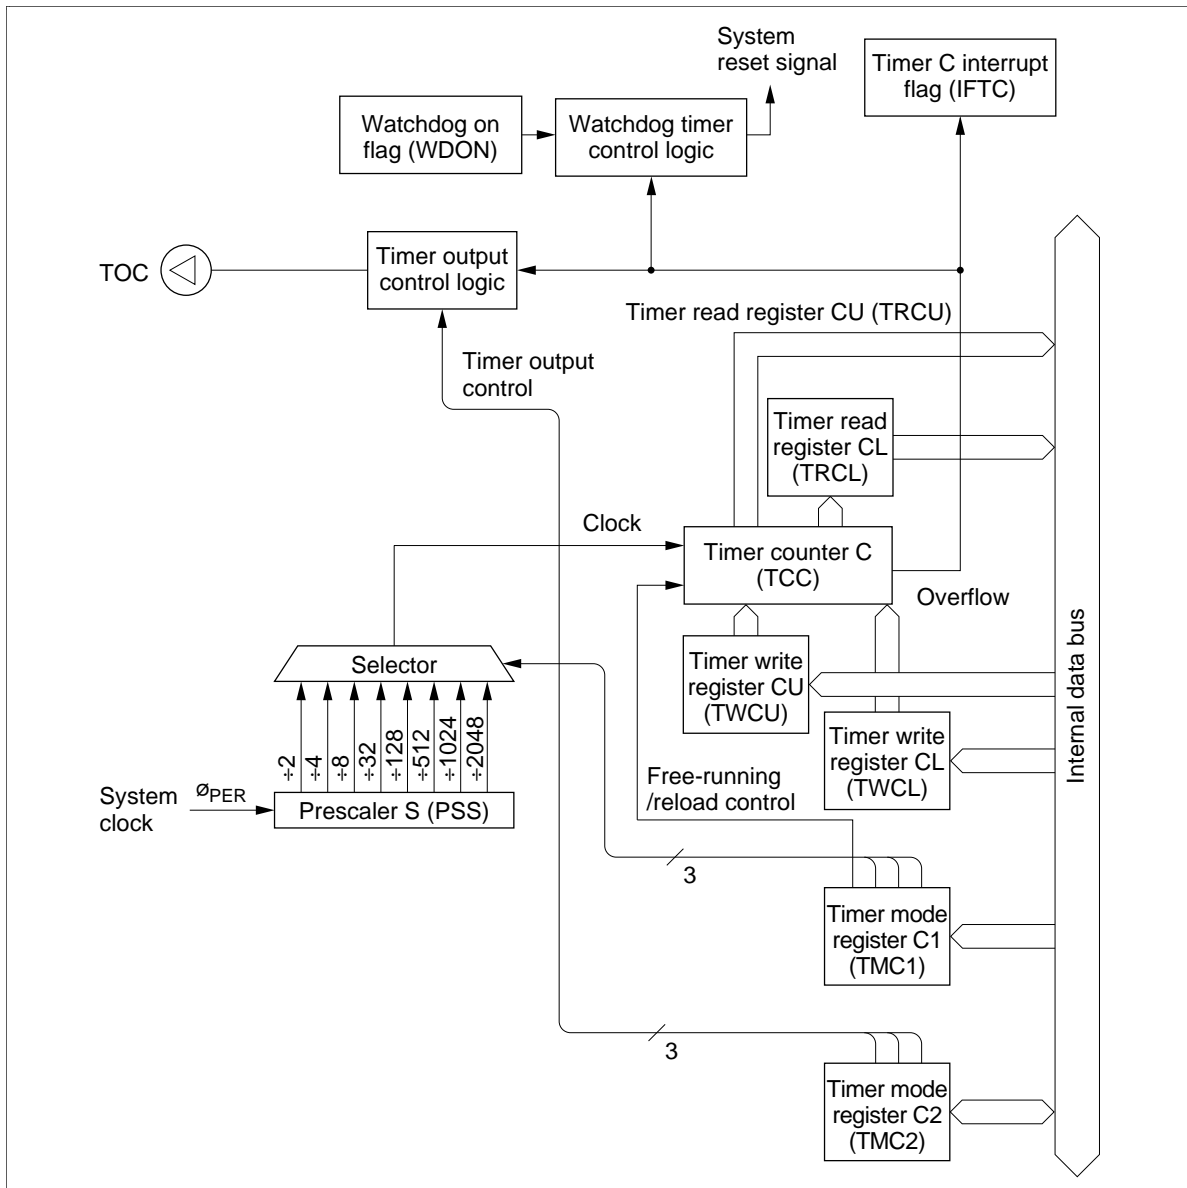 System
reset signal
Timer C interrupt
flag (IFTC)
Watchdog on
flag (WDON)
Watchdog timer
control logic
TOC
Timer output
control logic
Timer read register CU (TRCU)
Timer output
control
Timer read
register CL
(TRCL)
Clock
Timer counter C
(TCC)
Overflow
Internal data bus
Selector
Timer write
register CU
(TWCU)
Timer write
register CL
(TWCL)
÷2
÷4
÷8
÷32
÷128
÷512
÷1024
÷2048
Free-running
/reload control
System
clock
øPER
Prescaler S (PSS)
3
Timer mode
register C1
(TMC1)
3
Timer mode
register C2
(TMC2)